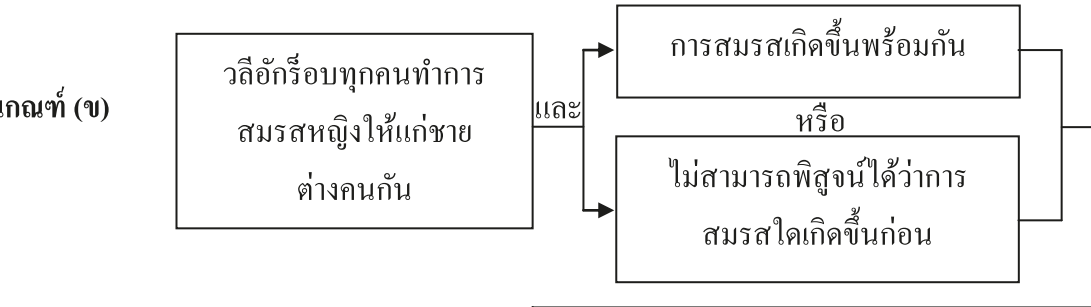 กณฑ์ (ข)
วลีอักร็อบทุกคนทำการ
สมรสหญิงให้แก่ชาย
ต่างคนกัน
และ
การสมรสเกิดขึ้นพร้อมกัน
หรือ
ไม่สามารถพิสูจน์ได้ว่าการ
สมรสใดเกิดขึ้นก่อน